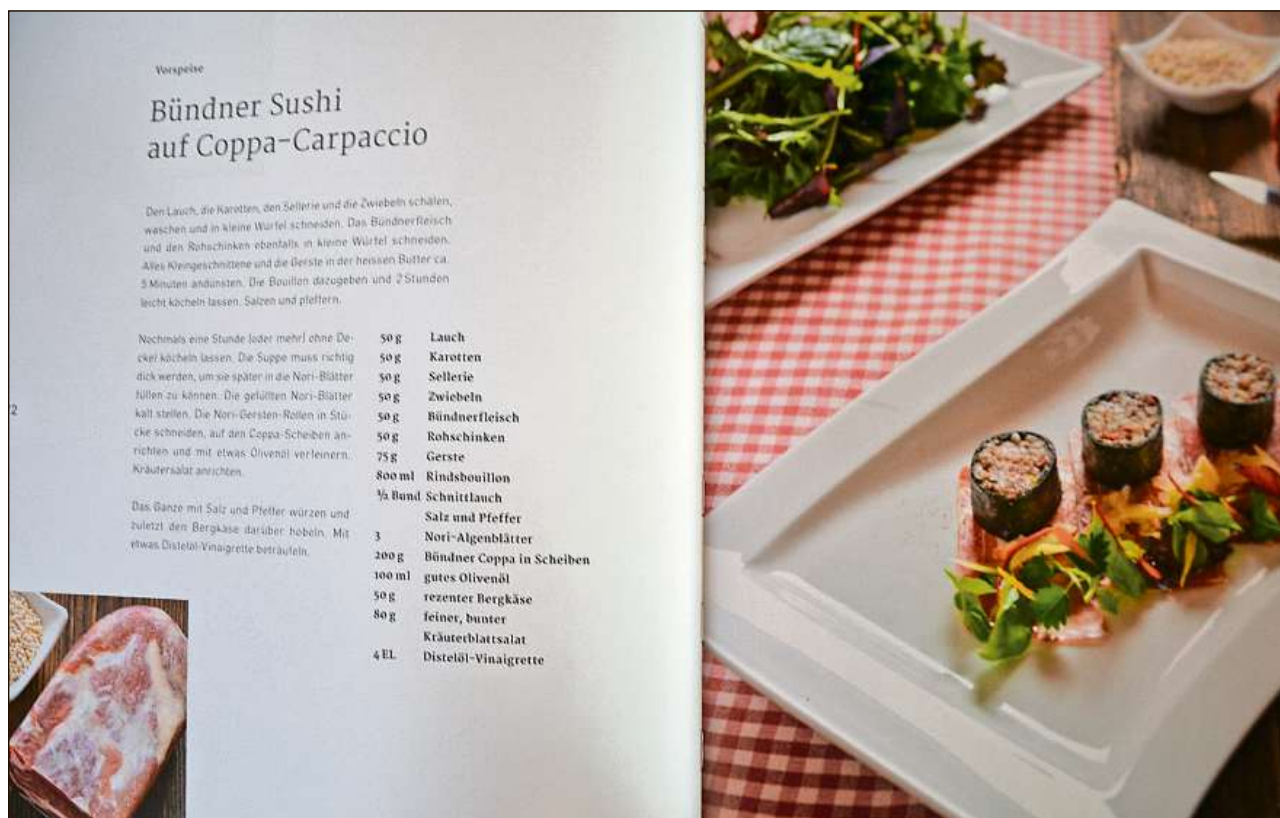 Vorspeise
Bündner Sushi
auf Coppa-Carpaccio
Den Lauch, die Karotten, den Sellerie und die Zwiebeln schälen,
waschen und in kleine Würfel schneiden. Das Bündnerfleisch
und den Rohschinken ebenfalls in kleine Würfel schneiden.
Alles Kleingeschnittene und die Gerste in der heissen Butter ca.
5 Minuten andünsten. Die Bouillon dazugeben und 2 Stunden
leicht köcheln lassen. Salzen und pfeffern.
Nochmals eine Stunde (oder mehr) ohne De-
ckel köcheln lassen. Die Suppe muss richtig
dick werden, um sie später in die Nori-Blätter
füllen zu können. Die gefüllten Nori-Blätter
kalt stellen. Die Nori-Gersten-Rollen in Stü-
cke schneiden, auf den Coppa-Scheiben an-
richten und mit etwas Olivenöl verfeinern.
Kräutersalat anrichten.
Das Ganze mit Salz und Pfeffer würzen und
zuletzt den Bergkäse darüber hobeln. Mit
etwas Distelöl-Vinaigrette beträufeln.
50 g Lauch
50 g Karotten
50 g Sellerie
50 g Zwiebeln
50 g Bündnerfleisch
50 g Rohschinken
75 g Gerste
800 ml Rindsbouillon
½ Bund Schnittlauch
Salz und Pfeffer
3 Nori-Algenblätter
200 g Bündner Coppa in Scheiben
100 ml gutes Olivenöl
50 g rezenter Bergkäse
80 g feiner, bunter
Kräuterblattsalat
4 EL Distelöl-Vinaigrette
2